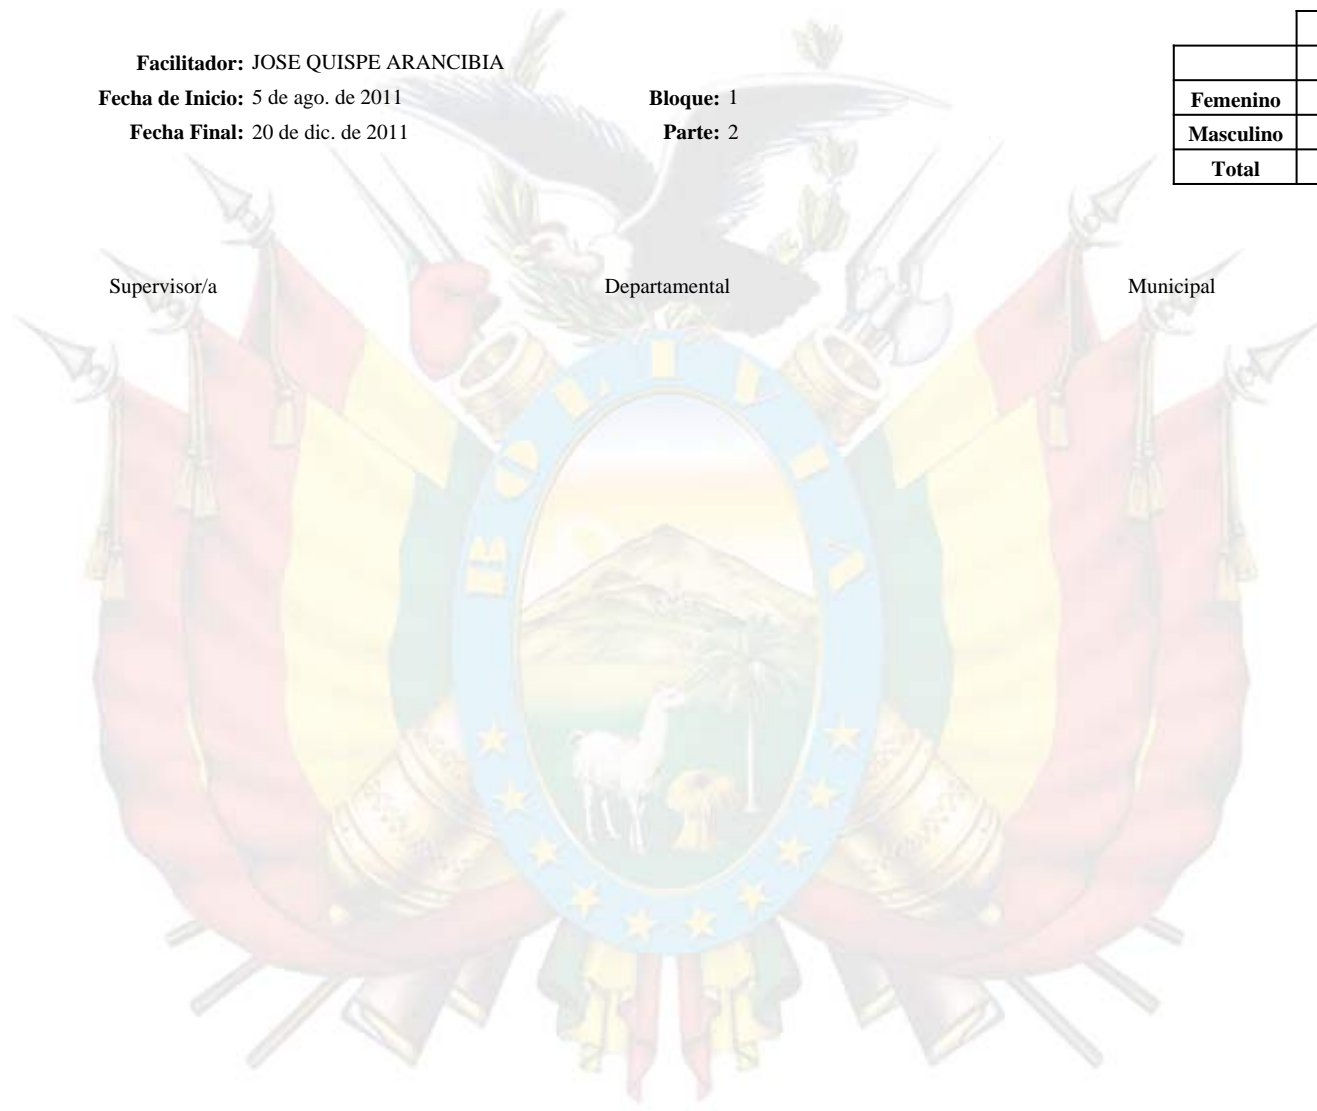 Facilitador: JOSE QUISPE ARANCIBIA
Fecha de Inicio: 5 de ago. de 2011 Bloque: 1
Fecha Final: 20 de dic. de 2011 Parte: 2
Femenino
Masculino
Total
Supervisor/a Departamental Municipal
BOLIVIA